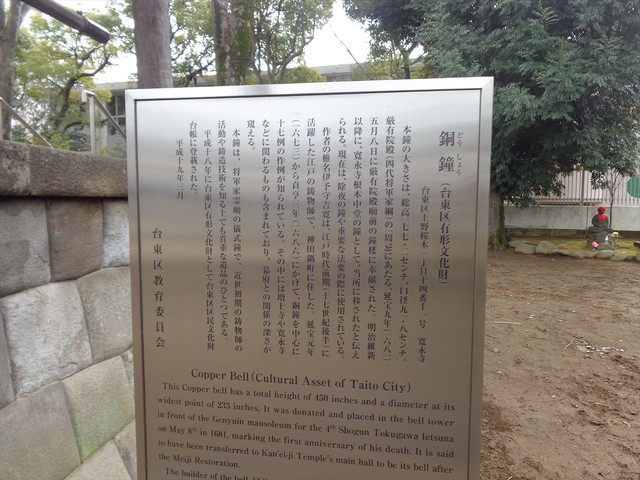 どうしょう
銅鐘（台東区有形文化財）
台東区上野桜木一丁目十四番十一号　寛永寺
本鐘の大きさは、総高一七七・一センチ、口径九一・八センチ。
厳有院殿（四代将軍家綱）の一周忌にあたる、延宝九年（一六八一）
五月八日に厳有院殿廟前の鐘楼に奉献された。明治維新
以降に、寛永寺根本中堂の鐘として、当所に移されたと伝え
られる。現在は、除夜の鐘や重要な法要の際に使用されている。
作者の椎名伊予守吉寛は、江戸時代前期（十七世紀後半）に
活躍した江戸の鋳物師で、神田鍋町に住した。延宝元年
（一六七三）から貞享三年（一六八六）にかけて、銅鐘を中心に
十七例の作例が知られている。その中には増上寺や寛永寺
などに関わるものも含まれており、幕府との関係の深さが
窺える。
本鐘は、将軍家霊廟の儀式鐘で、近世初期の鋳物師の
活動や鋳造技術を知る上でも貴重な遺品のひとつである。
平成十八年に台東区有形文化財として台東区区民文化財
台帳に登載された。
平成十九年三月
台東区教育委員会
Copper Bell (Cultural Asset of Taito City)
This Copper bell has a total height of 450 inches and a diameter at its
widest point of 233 inches. It was donated and placed in the bell tower
in front of the Genyuin mausoleum for the 4th Shogun Tokugawa Ietsuna
on May 8th in 1681, marking the first anniversary of his death. It is said
to have been transferred to Kan'ei-ji Temple's main hall to be its bell after
the Meiji Restoration.
The builder of the bell,